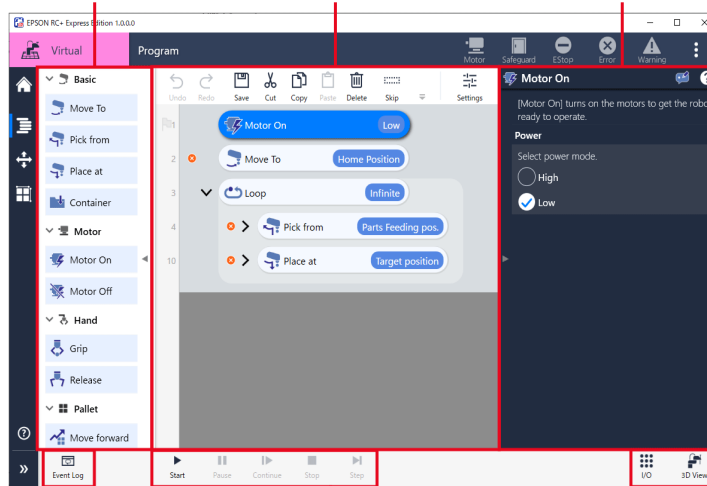 EPSON RC+ Express Edition 1.0.0.0
Virtual
Program
Motor
Safeguard
EStop
Error
Warning
Basic
Move To
Pick from
Place at
Container
Motor
Motor On
Motor Off
Hand
Grip
Release
Pallet
Move forward
Undo
Redo
Save
Cut
Copy
Paste
Delete
Skip
Settings
1
Motor On
Low
2
Move To
Home Position
3
Loop
Infinite
4
Pick from
Parts Feeding pos.
10
Place at
Target position
Motor On
[Motor On] turns on the motors to get the robo
ready to operate.
Power
Select power mode.
High
Low
Event Log
Start
Pause
Continue
Stop
Step
I/O
3D View